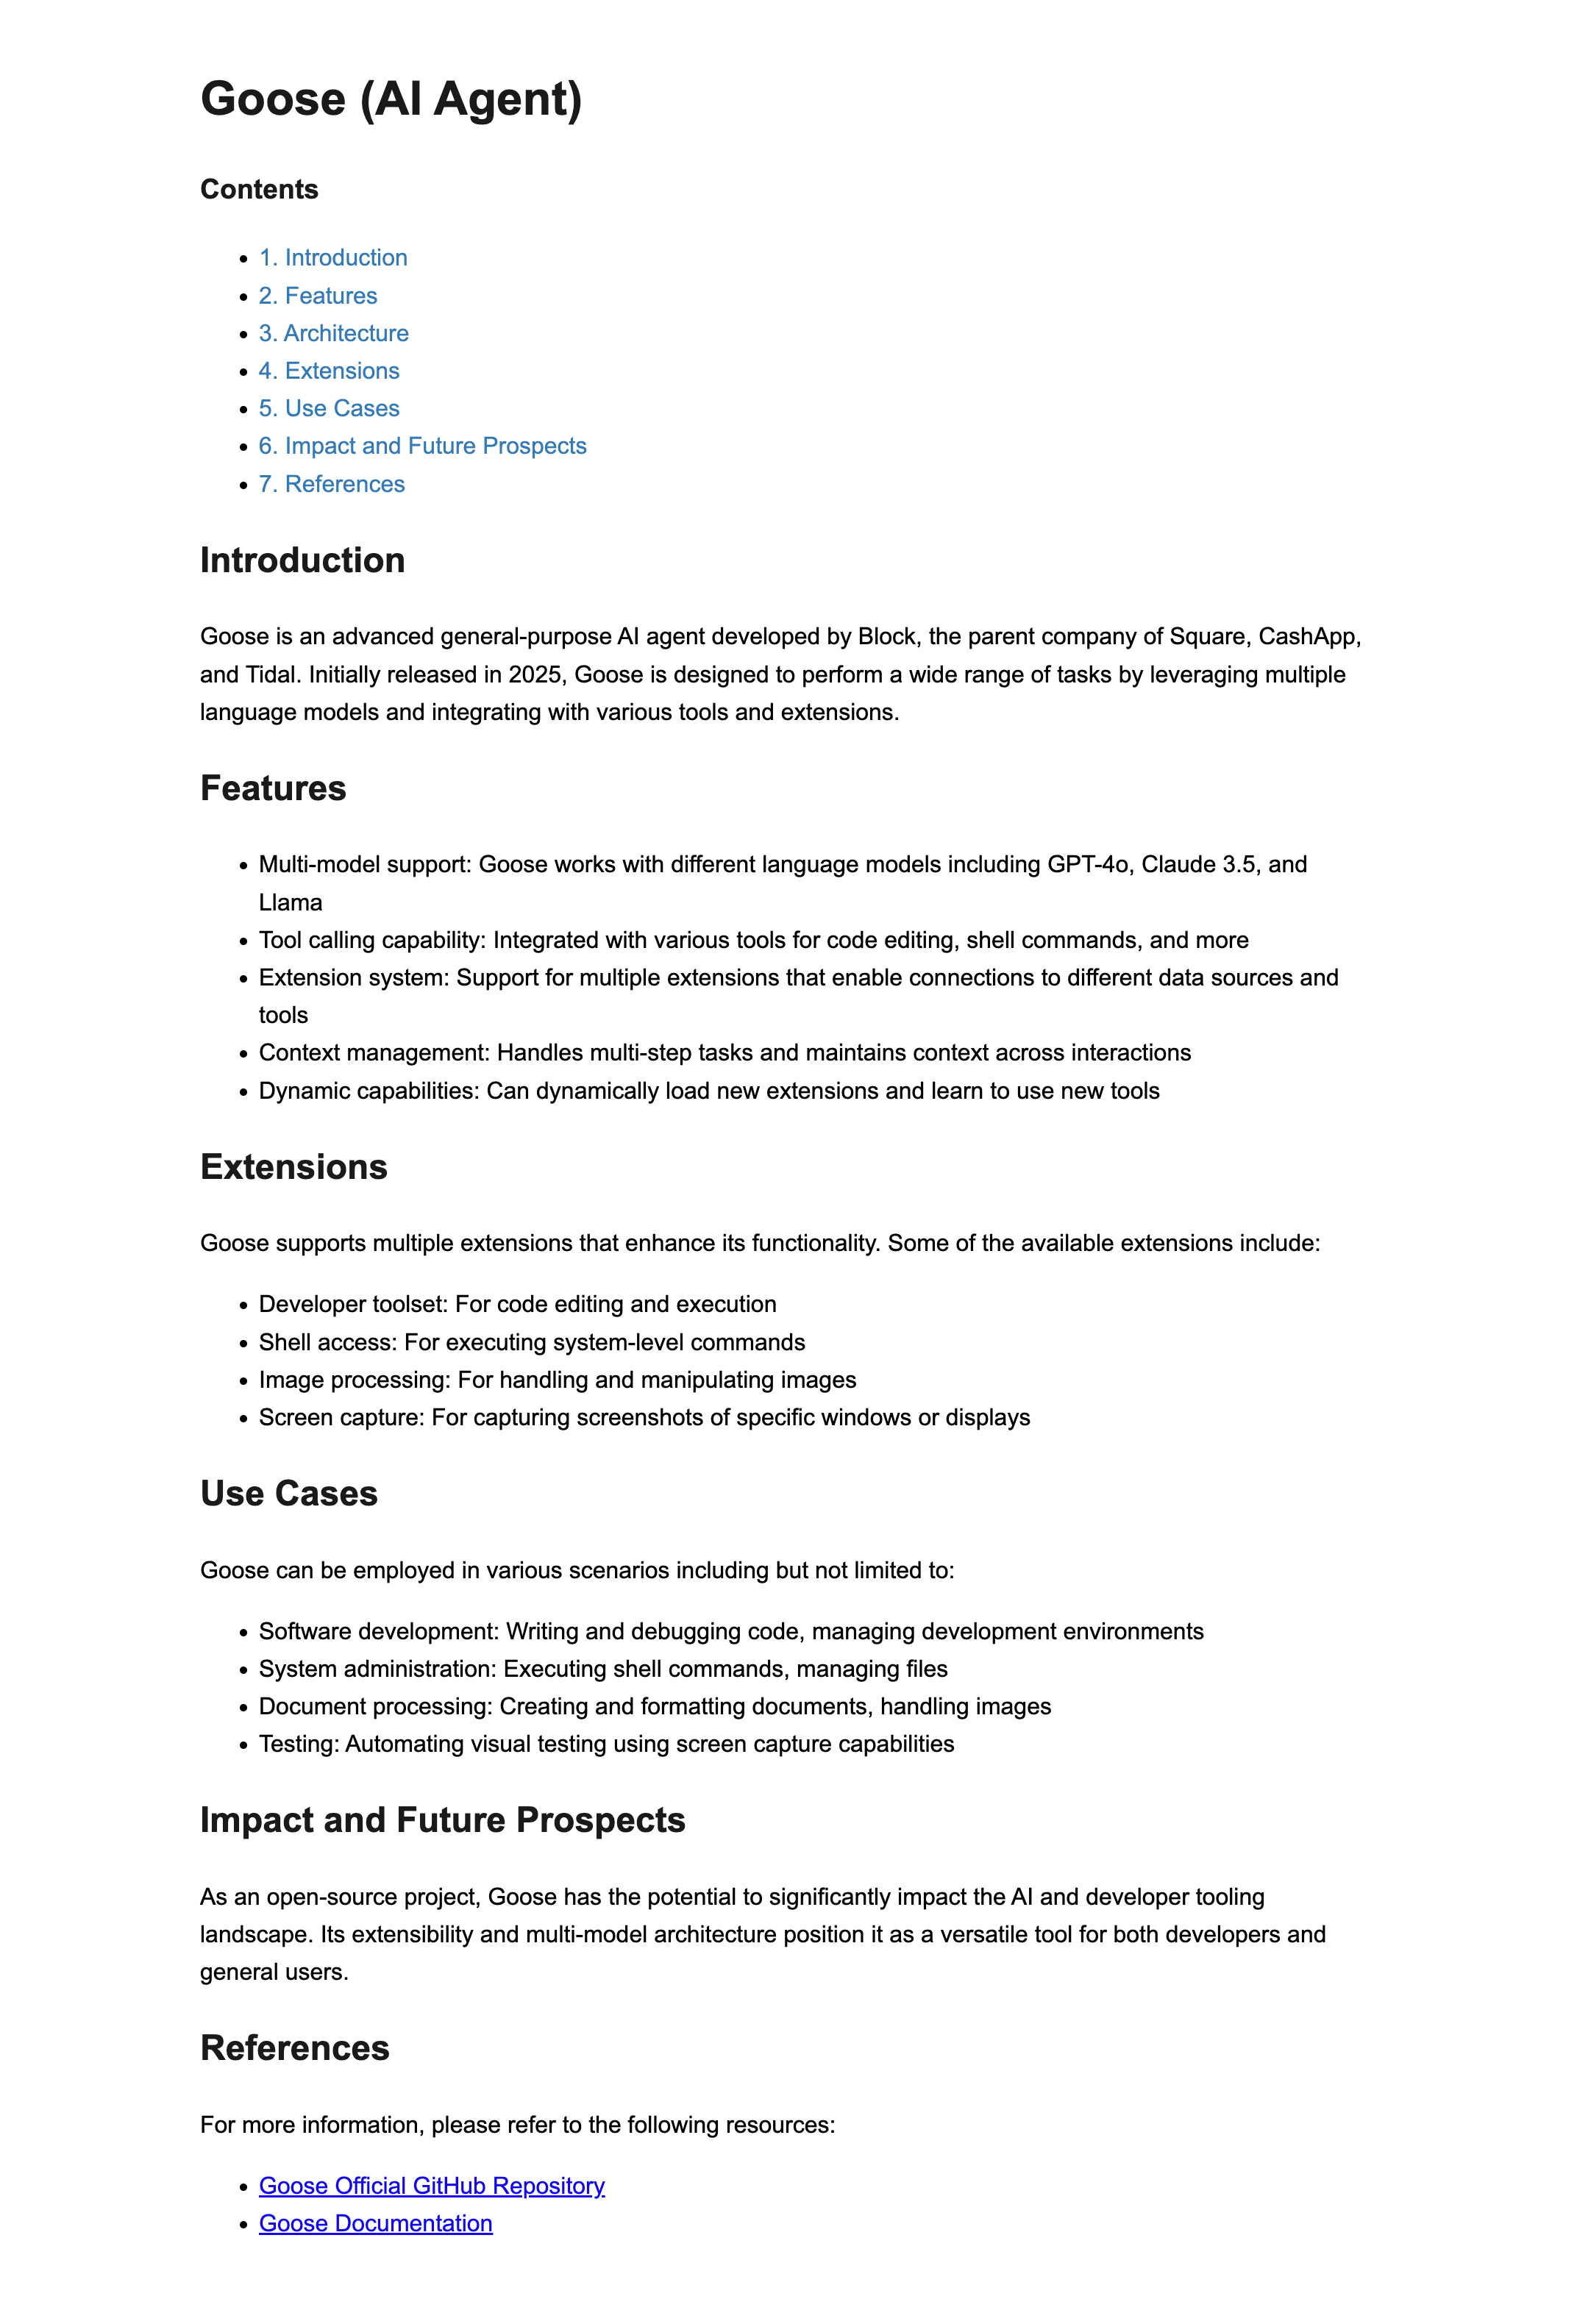 Goose (AI Agent)
Contents
• 1. Introduction
• 2. Features
• 3. Architecture
• 4. Extensions
• 5. Use Cases
• 6. Impact and Future Prospects
• 7. References
Introduction
Goose is an advanced general-purpose AI agent developed by Block, the parent company of Square, CashApp,
and Tidal. Initially released in 2025, Goose is designed to perform a wide range of tasks by leveraging multiple
language models and integrating with various tools and extensions.
Features
• Multi-model support: Goose works with different language models including GPT-4o, Claude 3.5, and
Llama
• Tool calling capability: Integrated with various tools for code editing, shell commands, and more
• Extension system: Support for multiple extensions that enable connections to different data sources and
tools
• Context management: Handles multi-step tasks and maintains context across interactions
• Dynamic capabilities: Can dynamically load new extensions and learn to use new tools
Extensions
Goose supports multiple extensions that enhance its functionality. Some of the available extensions include:
• Developer toolset: For code editing and execution
• Shell access: For executing system-level commands
• Image processing: For handling and manipulating images
• Screen capture: For capturing screenshots of specific windows or displays
Use Cases
Goose can be employed in various scenarios including but not limited to:
• Software development: Writing and debugging code, managing development environments
• System administration: Executing shell commands, managing files
• Document processing: Creating and formatting documents, handling images
• Testing: Automating visual testing using screen capture capabilities
Impact and Future Prospects
As an open-source project, Goose has the potential to significantly impact the AI and developer tooling
landscape. Its extensibility and multi-model architecture position it as a versatile tool for both developers and
general users.
References
For more information, please refer to the following resources:
• Goose Official GitHub Repository
• Goose Documentation